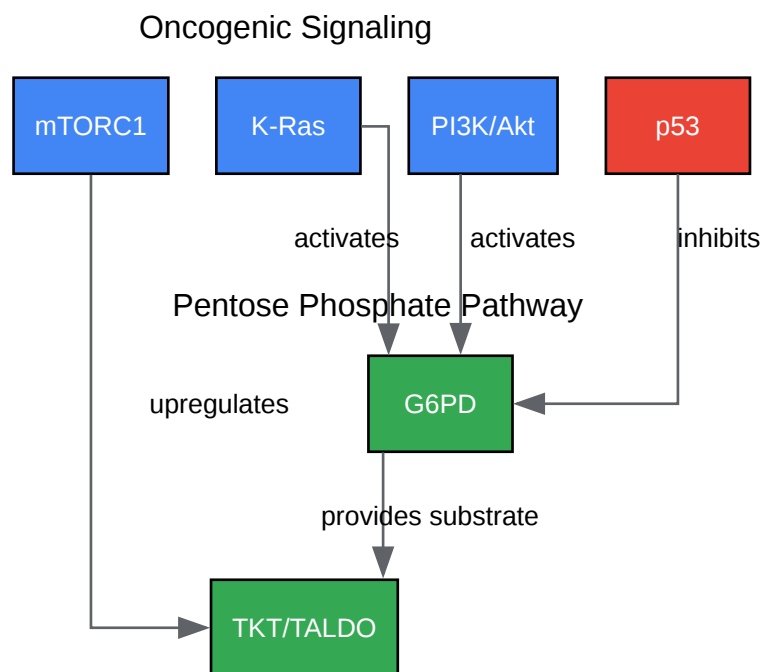 Oncogenic Signaling
mTORC1
K-Ras
PI3K/Akt
p53
activates
activates
inhibits
Pentose Phosphate Pathway
upregulates
G6PD
provides substrate
TKT/TALDO